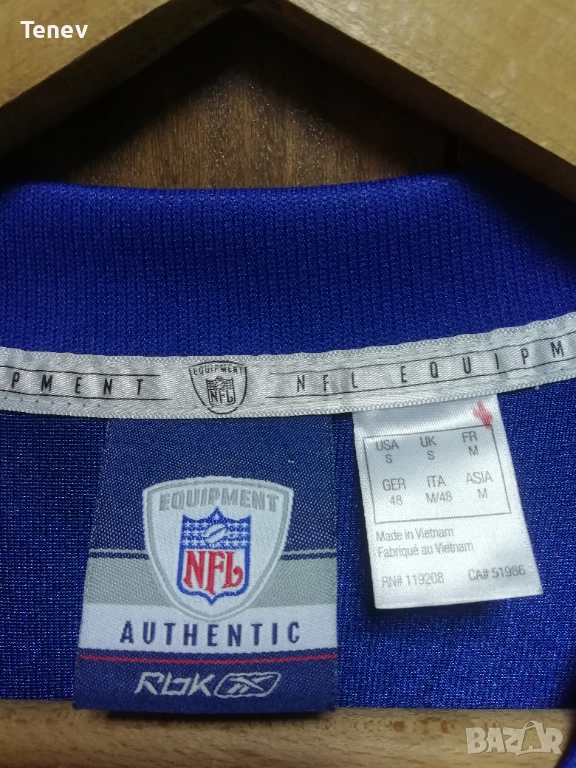 Tenev
PMENT EQUIPMENT NFL NFL EQUIPM
EQUIPMENT
NFL
AUTHENTIC
RBK
USA UK FR
S S M
GER ITA ASIA
48 M/48 M
Made in Vietnam
Fabriqué au Vietnam
RN# 119208 CA# 51986
BAZAR